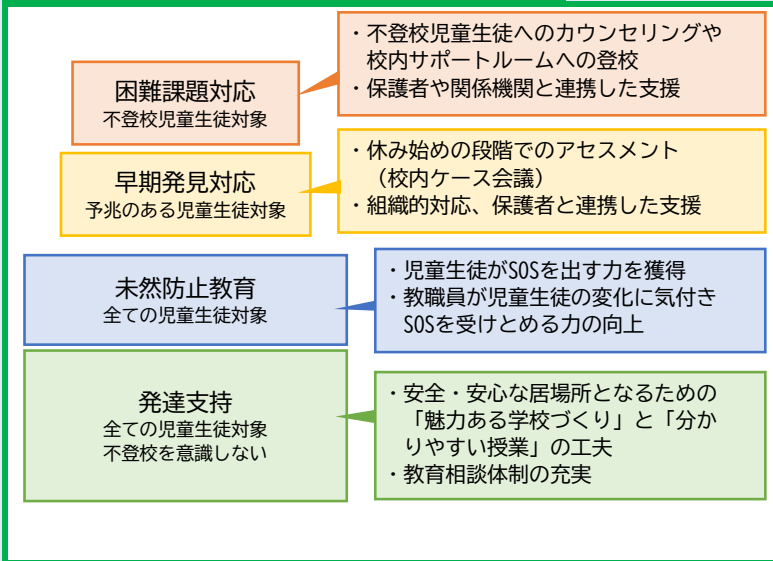 困難課題対応
不登校児童生徒対象
・不登校児童生徒へのカウンセリングや
校内サポートルームへの登校
・保護者や関係機関と連携した支援
早期発見対応
予兆のある児童生徒対象
・休み始めの段階でのアセスメント
（校内ケース会議）
・組織的対応、保護者と連携した支援
未然防止教育
全ての児童生徒対象
・児童生徒がSOSを出す力を獲得
・教職員が児童生徒の変化に気付き
SOSを受けとめる力の向上
発達支持
全ての児童生徒対象
不登校を意識しない
・安全・安心な居場所となるための
「魅力ある学校づくり」と「分か
りやすい授業」の工夫
・教育相談体制の充実